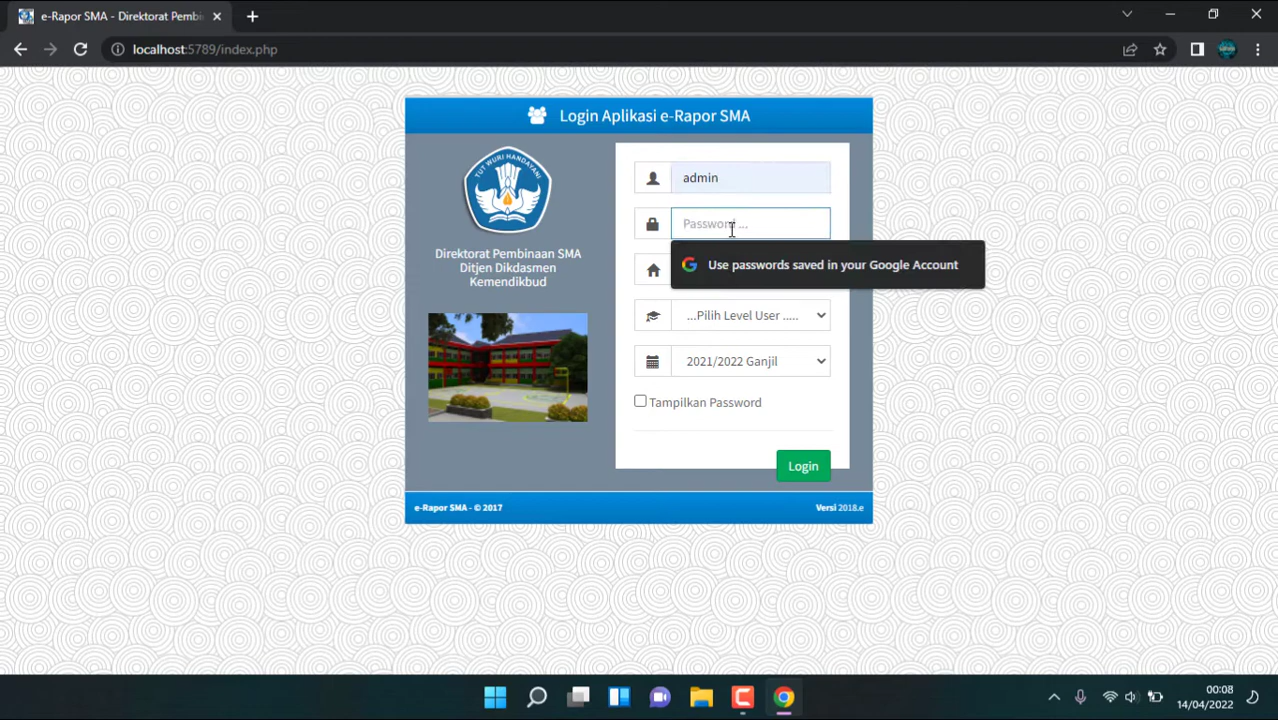 e-Rapor SMA - Direktorat Pembi
localhost:5789/index.php
Login Aplikasi e-Rapor SMA
TUT WURI HANDAYANI
Direktorat Pembinaan SMA
Ditjen Dikdasmen
Kemendikbud
admin
Password ...
Use passwords saved in your Google Account
...Pilih Level User .....
2021/2022 Ganjil
Tampilkan Password
Login
e-Rapor SMA - © 2017
Versi 2018.e
00:08
14/04/2022